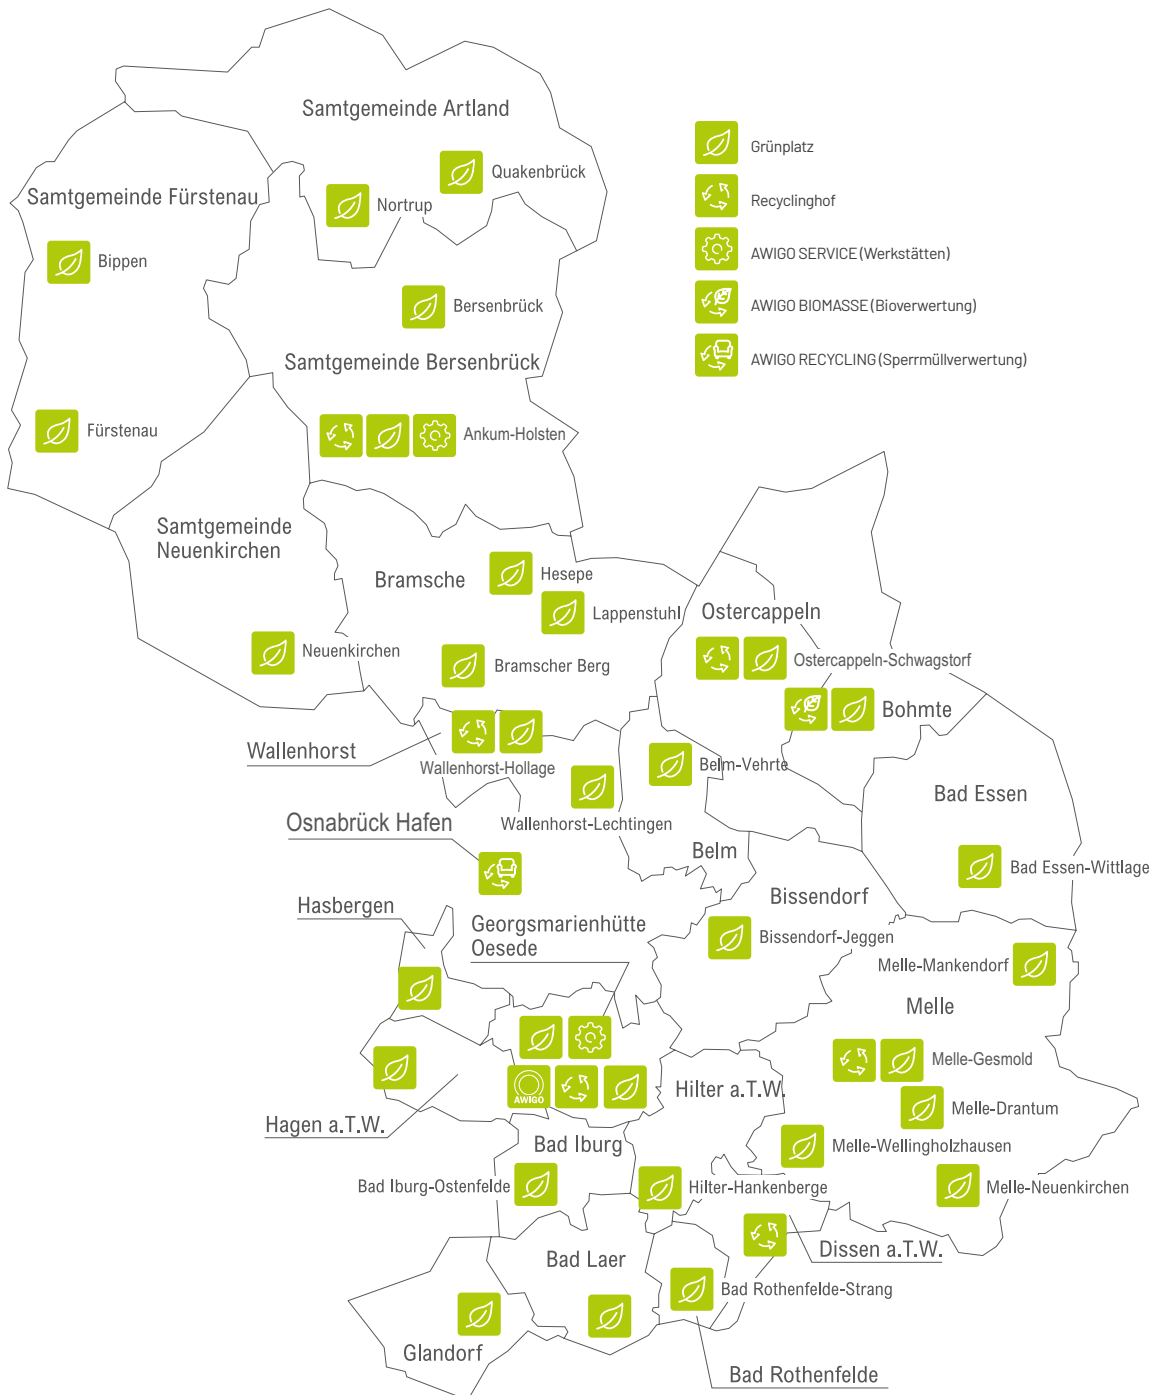 Samtgemeinde Artland
Quakenbrück
Samtgemeinde Fürstenau
Nortrup
Bippen
Bersenbrück
Samtgemeinde Bersenbrück
Fürstenau
Ankum-Holsten
Grünplatz
Recyclinghof
AWIGO SERVICE (Werkstätten)
AWIGO BIOMASSE (Bioverwertung)
AWIGO RECYCLING (Sperrmüllverwertung)
Samtgemeinde
Neuenkirchen
Bramsche
Hesepe
Lappenstuhl
Ostercappeln
Neuenkirchen
Bramscher Berg
Ostercappeln-Schwagstorf
Bohmte
Wallenhorst
Wallenhorst-Hollage
Belm-Vehrte
Bad Essen
Osnabrück Hafen
Wallenhorst-Lechtingen
Belm
Bad Essen-Wittlage
Bissendorf
Hasbergen
Georgsmarienhütte
Oesede
Bissendorf-Jeggen
Melle-Mankendorf
Melle
Melle-Gesmold
AWIGO
Hilter a.T.W.
Melle-Drantum
Hagen a.T.W.
Bad Iburg
Melle-Wellingholzhausen
Bad Iburg-Ostenfelde
Hilter-Hankenberge
Melle-Neuenkirchen
Dissen a.T.W.
Bad Laer
Bad Rothenfelde-Strang
Glandorf
Bad Rothenfelde